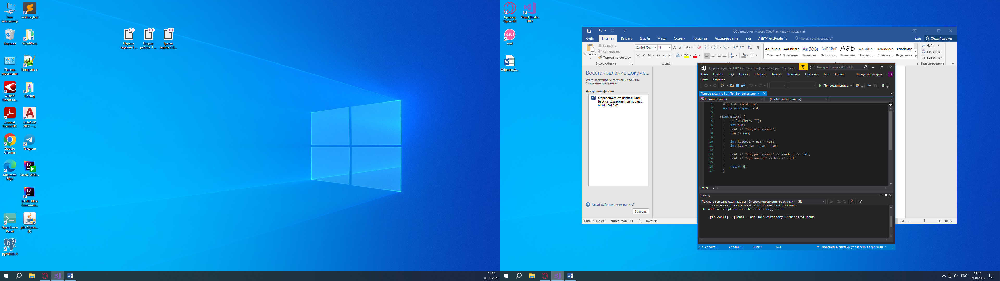 Этот компьютер
sublime_text
Корзина
WordPress
Панель управления
Notepad++
ABBYY FineRead...
Coding
Acrobat Reader DC
AutoCAD 2022 —...
Google Chrome
Telegram
Microsoft Edge
ideaIC-2023...
IntelliJ IDEA Communi...
Open Server Panel
jdk-20_win... (1)
pgAdmin 4
Первое задание 1 ...
Вторая работа 1 ...
Третья задача 1 Л...
11:47
09.10.2023
Браузер Opera GX
Visual Studio 2017
osu!
Образец.О...
Образец.Отчет - Word (Сбой активации продукта)
Файл Главная Вставка Дизайн Макет Ссылки Рассылки Рецензирование Вид ABBYY FineReader 12 Что вы хотите сделать? Вход Общий доступ
Вставить
Вырезать
Копировать
Формат по образцу
Буфер обмена
Calibri (Осн 11
Ж К Ч abc x₂ x²
Шрифт
АаБбВвГг, АаБбВвГг, АаБбВв АаБбВвГ Aab АаБбВвГ АаБбВвГг АаБбВвГг
¶ Обычный ¶ Без инте... Заголово... Заголово... Заголовок Подзагол... Слабое в... Выделение
Найти
Заменить
Выделить
Редактирование
Восстановление докуме...
Word восстановил следующие файлы.
Сохраните требуемые.
Доступные файлы
Образец.Отчет [Исходный]
Версия, созданная при послед...
01.01.1601 3:00
Какой файл нужно сохранить?
Закрыть
Страница 2 из 2 Число слов: 143 русский
100%
Первое задание 1 ЛР Азаров и Трифоченков.cpp - Microsoft...
Быстрый запуск (Ctrl+Q)
Файл Правка Вид Проект Сборка Отладка Команда Средства Тест Анализ Владимир Азаров ВА
Окно Справка
Присоединение...
Первое задание 1...и Трифоченков.cpp
Прочие файлы (Глобальная область)
1 #include <iostream>
2 using namespace std;
3
4 int main() {
5 setlocale(0, "");
6 int num;
7 cout << "Введите число:";
8 cin >> num;
9
10 int kvadrat = num * num;
11 int kyb = num * num * num;
12
13 cout << "Квадрат числа:" << kvadrat << endl;
14 cout << "Куб числа:" << kyb << endl;
15
16 return 0;
17 }
100 %
Вывод
Показать выходные данные из: Система управления версиями — Git
'S-1-5-21-2239917960-3472567546-2674164130-1002'
To add an exception for this directory, call:
git config --global --add safe.directory C:/Users/Student
Строка 1 Столбец 1 Знак 1 ВСТ Добавить в систему управления версиями
ENG
11:47
09.10.2023